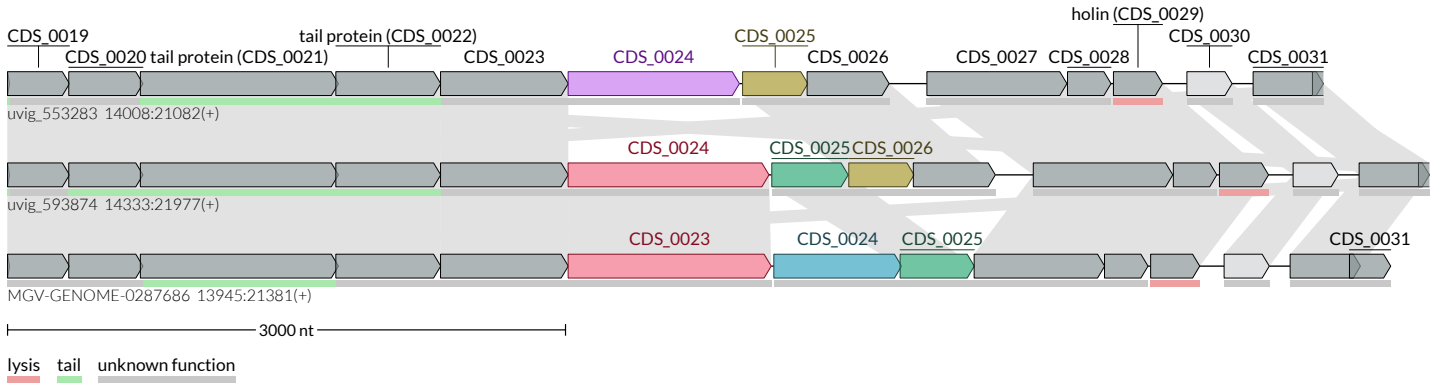 holin (CDS_0029)
CDS_0019 tail protein (CDS_0022) CDS_0025 CDS_0030
CDS_0020 tail protein (CDS_0021) CDS_0023 CDS_0024 CDS_0026 CDS_0027 CDS_0028 CDS_0031
uvig_553283 14008:21082(+)
CDS_0024 CDS_0025 CDS_0026
uvig_593874 14333:21977(+)
CDS_0023 CDS_0024 CDS_0025 CDS_0031
MGV-GENOME-0287686 13945:21381(+)
3000 nt
lysis tail unknown function